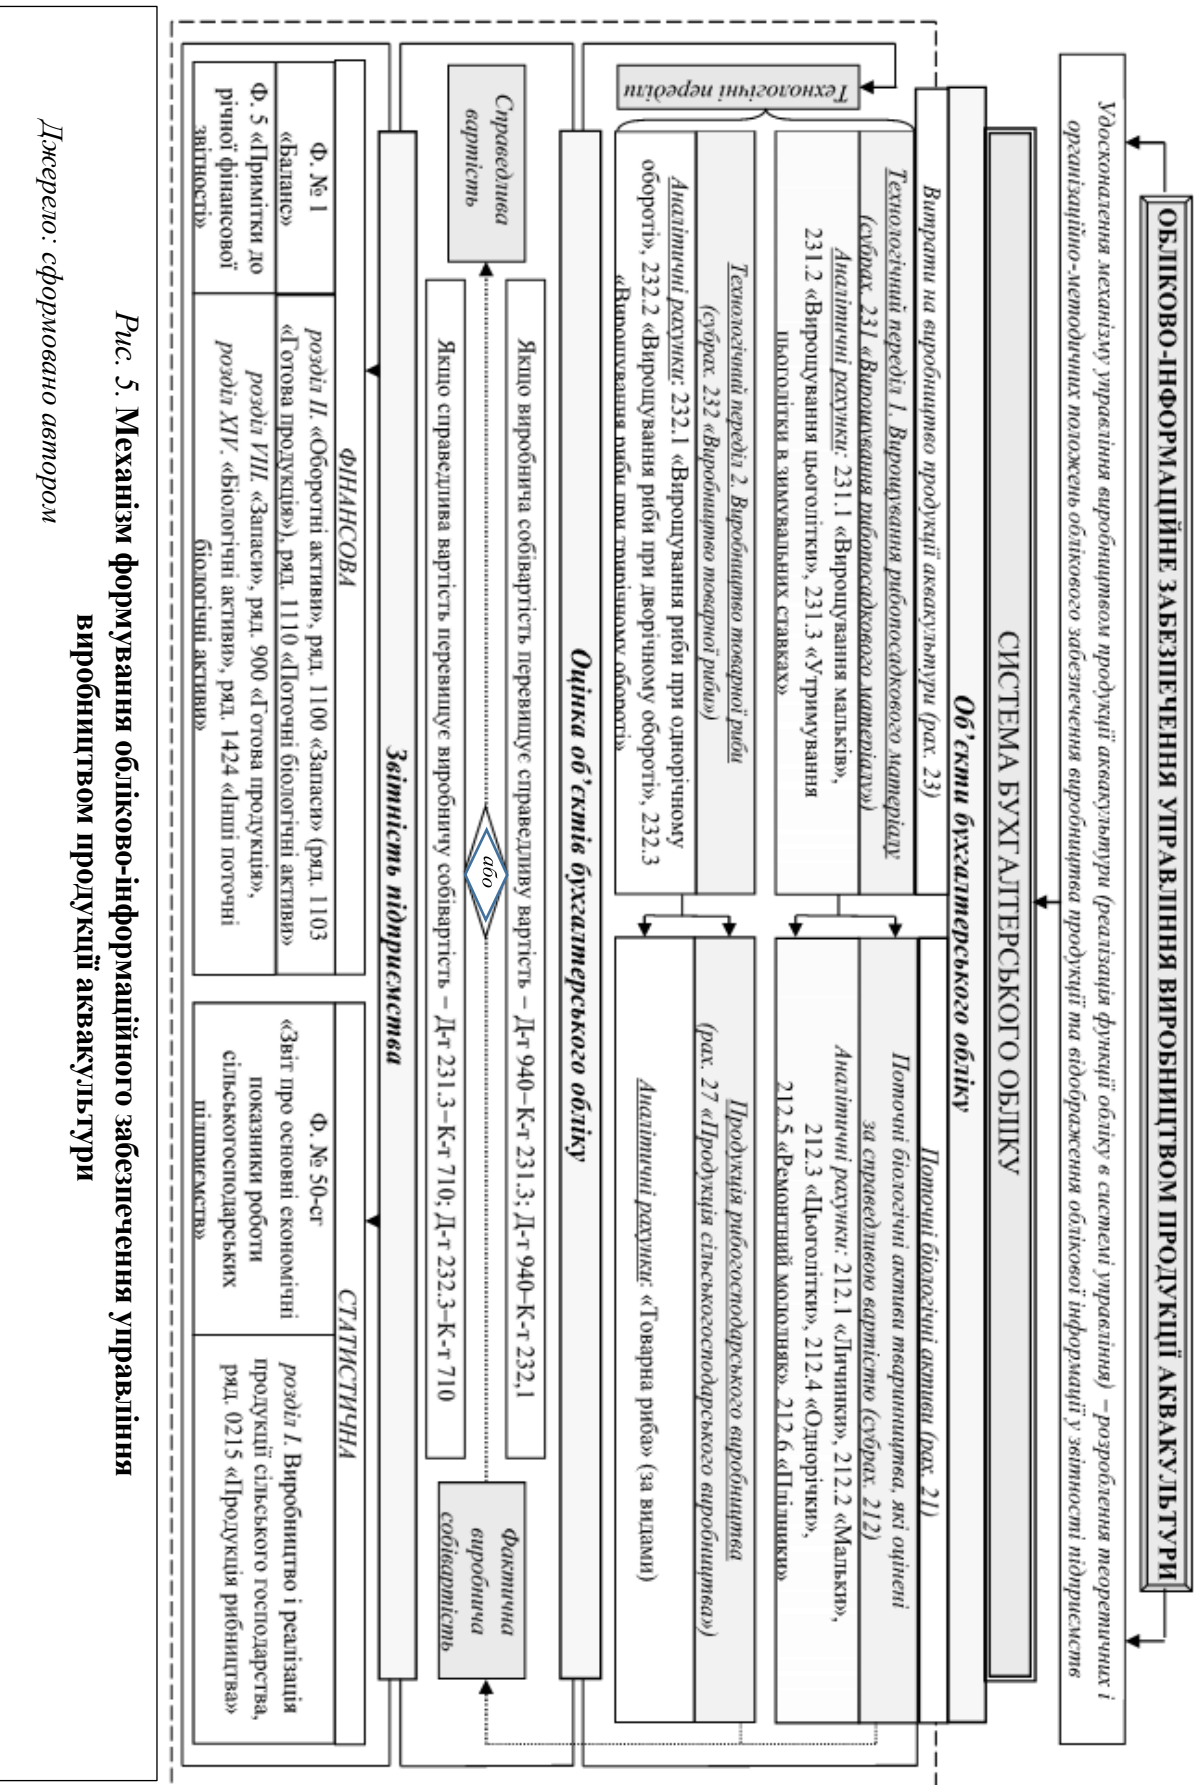 ОБЛІКОВО-ІНФОРМАЦІЙНЕ ЗАБЕЗПЕЧЕННЯ УПРАВЛІННЯ ВИРОБНИЦТВОМ ПРОДУКЦІЇ АКВАКУЛЬТУРИ
Удосконалення механізму управління виробництвом продукції аквакультури (реалізація функції обліку в системі управління) –розроблення теоретичних і
організаційно-методичних положень облікового забезпечення виробництва продукції та відображення облікової інформації у звітності підприємств
СИСТЕМА БУХГАЛТЕРСЬКОГО ОБЛІКУ
Об’єкти бухгалтерського обліку
Технологічні переділи
Витрати на виробництво продукції аквакультури (рах. 23)
Технологічний переділ 1. Вирощування рибопосадкового матеріалу
(субрах. 231 «Вирощування рибопосадкового матеріалу»)
Аналітичні рахунки: 231.1 «Вирощування мальків»,
231.2 «Вирощування цьоголітки», 231.3 «Утримування
цьоголітки в зимувальних ставках»
Технологічний переділ 2. Виробництво товарної риби
(субрах. 232 «Виробництво товарної риби»)
Аналітичні рахунки: 232.1 «Вирощування риби при однорічному
обороті», 232.2 «Вирощування риби при дворічному обороті», 232.3
«Вирощування риби при трирічному обороті»
Поточні біологічні активи (рах. 21)
Поточні біологічні активи тваринництва, які оцінені
за справедливою вартістю (субрах. 212)
Аналітичні рахунки: 212.1 «Личинки», 212.2 «Мальки»,
212.3 «Цьоголітки», 212.4 «Однорічки»,
212.5 «Ремонтний молодняк», 212.6 «Плідники»
Продукція рибогосподарського виробництва
(рах. 27 «Продукція сільськогосподарського виробництва»)
Аналітичні рахунки: «Товарна риба» (за видами)
Оцінка об’єктів бухгалтерського обліку
Справедлива
вартість
Якщо виробнича собівартість перевищує справедливу вартість – Д-т 940–К-т 231.3; Д-т 940–К-т 232,1
або
Якщо справедлива вартість перевищує виробничу собівартість – Д-т 231.3–К-т 710; Д-т 232.3–К-т 710
Фактична
виробнича
собівартість
Звітність підприємства
ФІНАНСОВА
Ф. № 1
«Баланс»
розділ II. «Оборотні активи», ряд. 1100 «Запаси» (ряд. 1103
«Готова продукція»), ряд. 1110 «Поточні біологічні активи»
Ф. 5 «Примітки до
річної фінансової
звітності»
розділ VIII. «Запаси», ряд. 900 «Готова продукція»,
розділ XIV. «Біологічні активи», ряд. 1424 «Інші поточні
біологічні активи»
СТАТИСТИЧНА
Ф. № 50-сг
«Звіт про основні економічні
показники роботи
сільськогосподарських
підприємств»
розділ I. Виробництво і реалізація
продукції сільського господарства,
ряд. 0215 «Продукція рибництва»
Рис. 5. Механізм формування обліково-інформаційного забезпечення управління
виробництвом продукції аквакультури
Джерело: сформовано автором